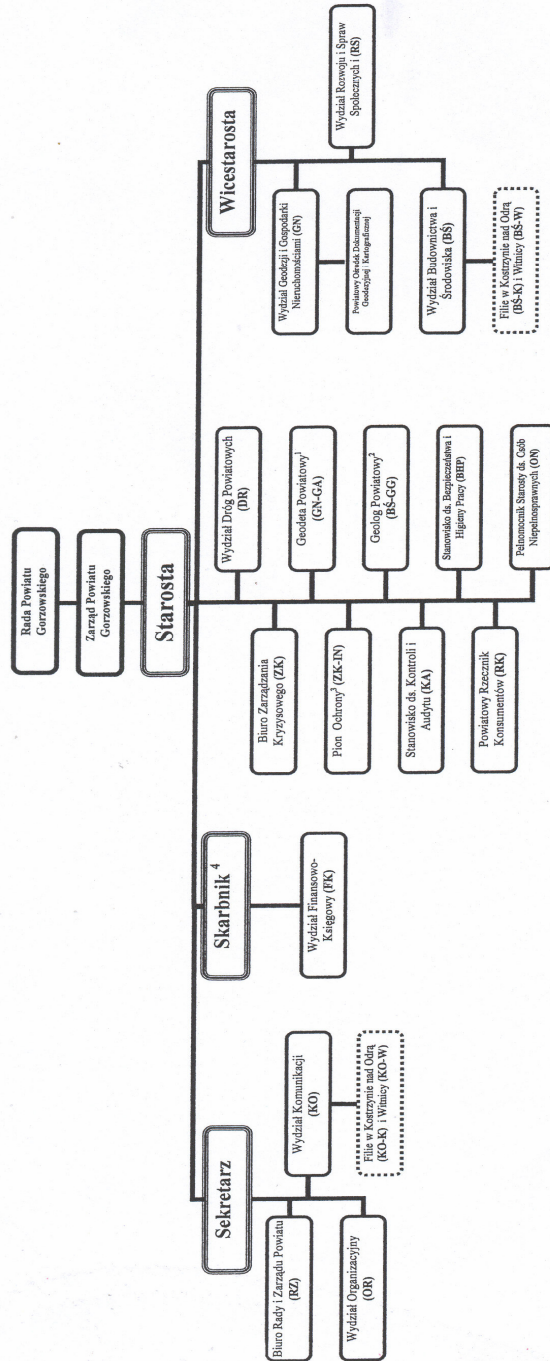 Rada Powiatu
Gorzowskiego
Zarząd Powiatu
Gorzowskiego
Starosta
Sekretarz
Skarbnik 4
Wicestarosta
Biuro Rady i Zarządu Powiatu
(RZ)
Wydział Organizacyjny
(OR)
Wydział Komunikacji
(KO)
Filie w Kostrzynie nad Odrą
(KO-K) i Witnicy (KO-W)
Wydział Finansowo-
Księgowy (FK)
Biuro Zarządzania
Kryzysowego (ZK)
Pion Ochrony3 (ZK-IN)
Stanowisko ds. Kontroli i
Audytu (KA)
Powiatowy Rzecznik
Konsumentów (RK)
Wydział Dróg Powiatowych
(DR)
Geodeta Powiatowy1
(GN-GA)
Geolog Powiatowy2
(BŚ-GG)
Stanowisko ds. Bezpieczeństwa i
Higieny Pracy (BHP)
Pełnomocnik Starosty ds. Osób
Niepełnosprawnych (ON)
Wydział Geodezji i Gospodarki
Nieruchomościami (GN)
Powiatowy Ośrodek Dokumentacji
Geodezyjnej i Kartograficznej
Wydział Budownictwa i
Środowiska (BŚ)
Filie w Kostrzynie nad Odrą
(BŚ-K) i Witnicy (BŚ-W)
Wydział Rozwoju i Spraw
Społecznych i (RS)